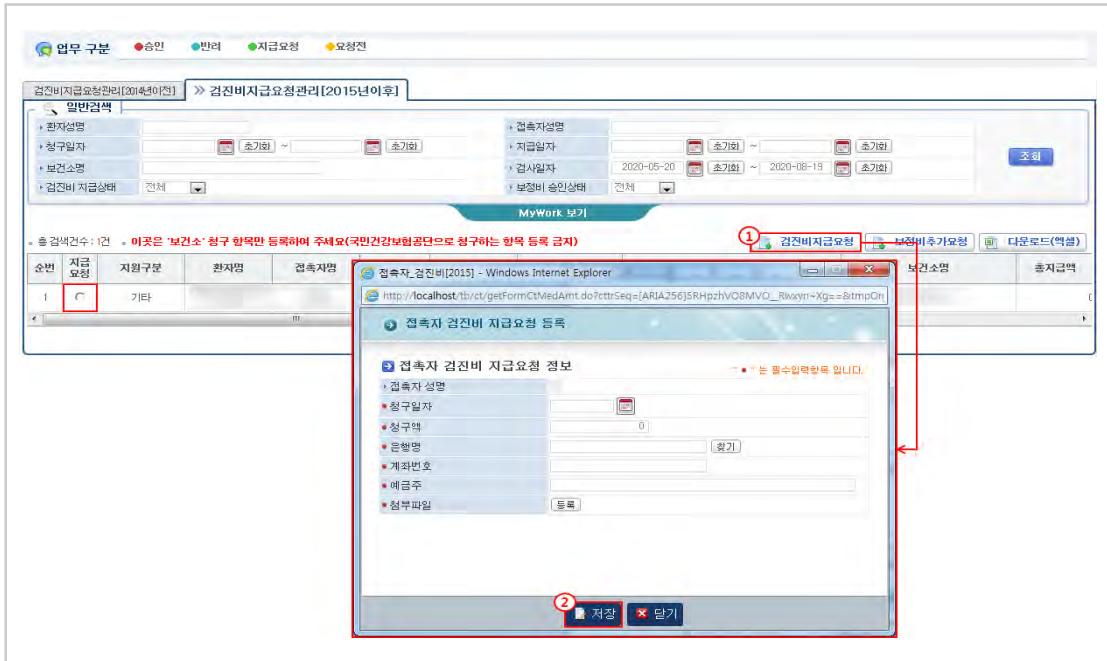 업무 구분 ●승인 ●반려 ●지급요청 ◆요청전
검진비지급요청관리[2014년이전] 검진비지급요청관리[2015년이후]
일반검색
환자성명 접촉자성명
청구일자 초기화 ~ 초기화 지급일자 초기화 ~ 초기화
조회
보건소명 검사일자 2020-05-20 초기화 ~ 2020-08-19 초기화
검진비 지급상태 전체 보정비 승인상태 전체
MyWork 보기
총 검색건수 : 1건 이곳은 '보건소' 청구 항목만 등록하여 주세요(국민건강보험공단으로 청구하는 항목 등록 금지) ① 검진비지급요청 보정비추가요청 다운로드(엑셀)
순번 지급요청 지원구분 환자명 접촉자명 보건소명 총지급액
1 기타
접촉자_검진비[2015] - Windows Internet Explorer
접촉자 검진비 지급요청 등록
접촉자 검진비 지급요청 정보 " ● " 는 필수입력항목 입니다.
접촉자 성명
청구일자
청구액 0
은행명 찾기
계좌번호
예금주
첨부파일 등록
② 저장 닫기